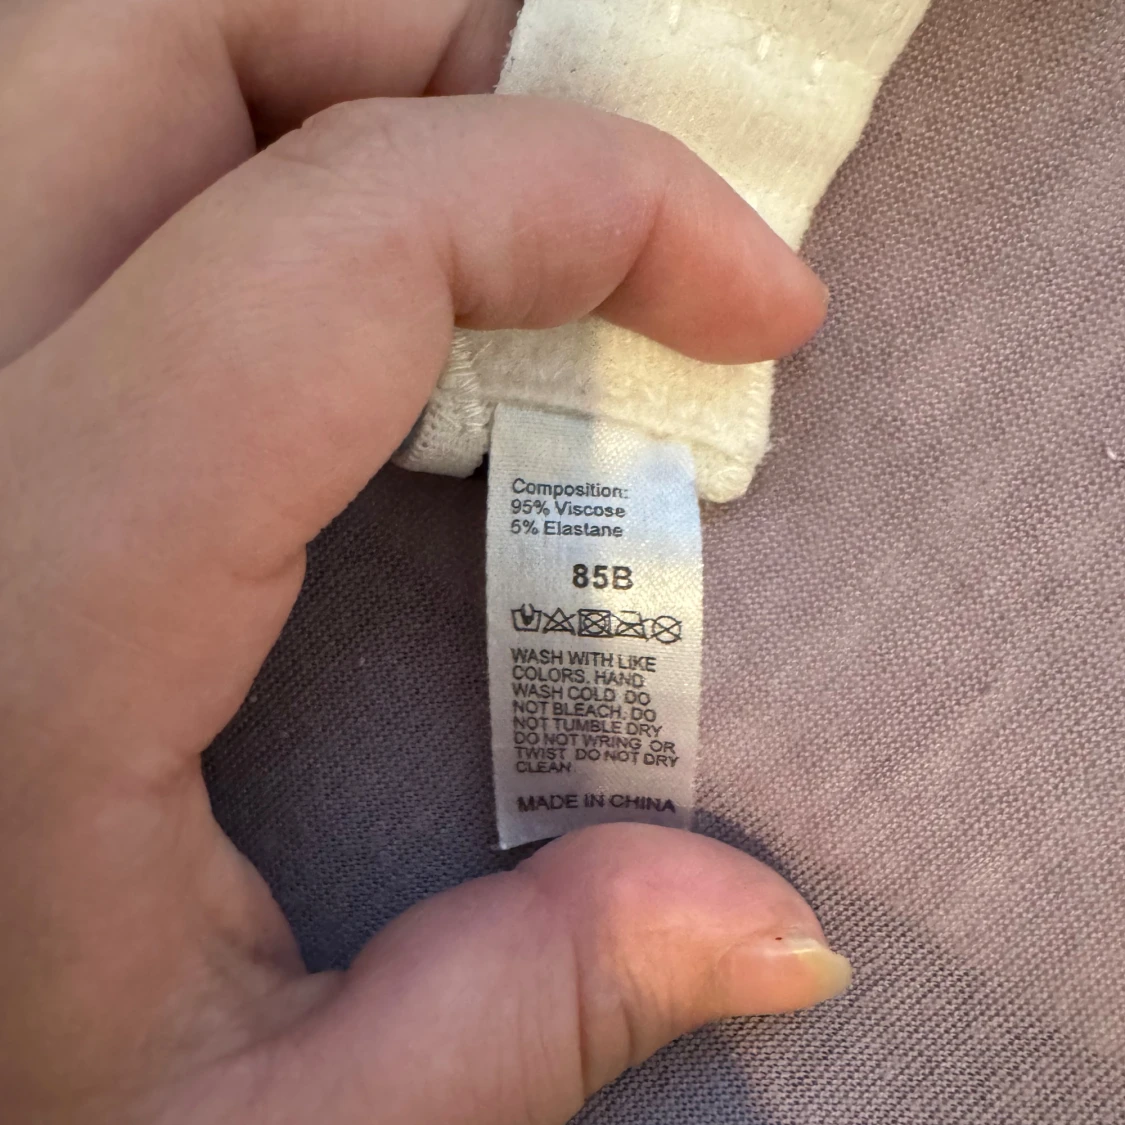 Composition:
95% Viscose
5% Elastane
85B
WASH WITH LIKE
COLORS, HAND
WASH COLD DO
NOT BLEACH, DO
NOT TUMBLE DRY
DO NOT WRING OR
TWIST DO NOT DRY
CLEAN
MADE IN CHINA